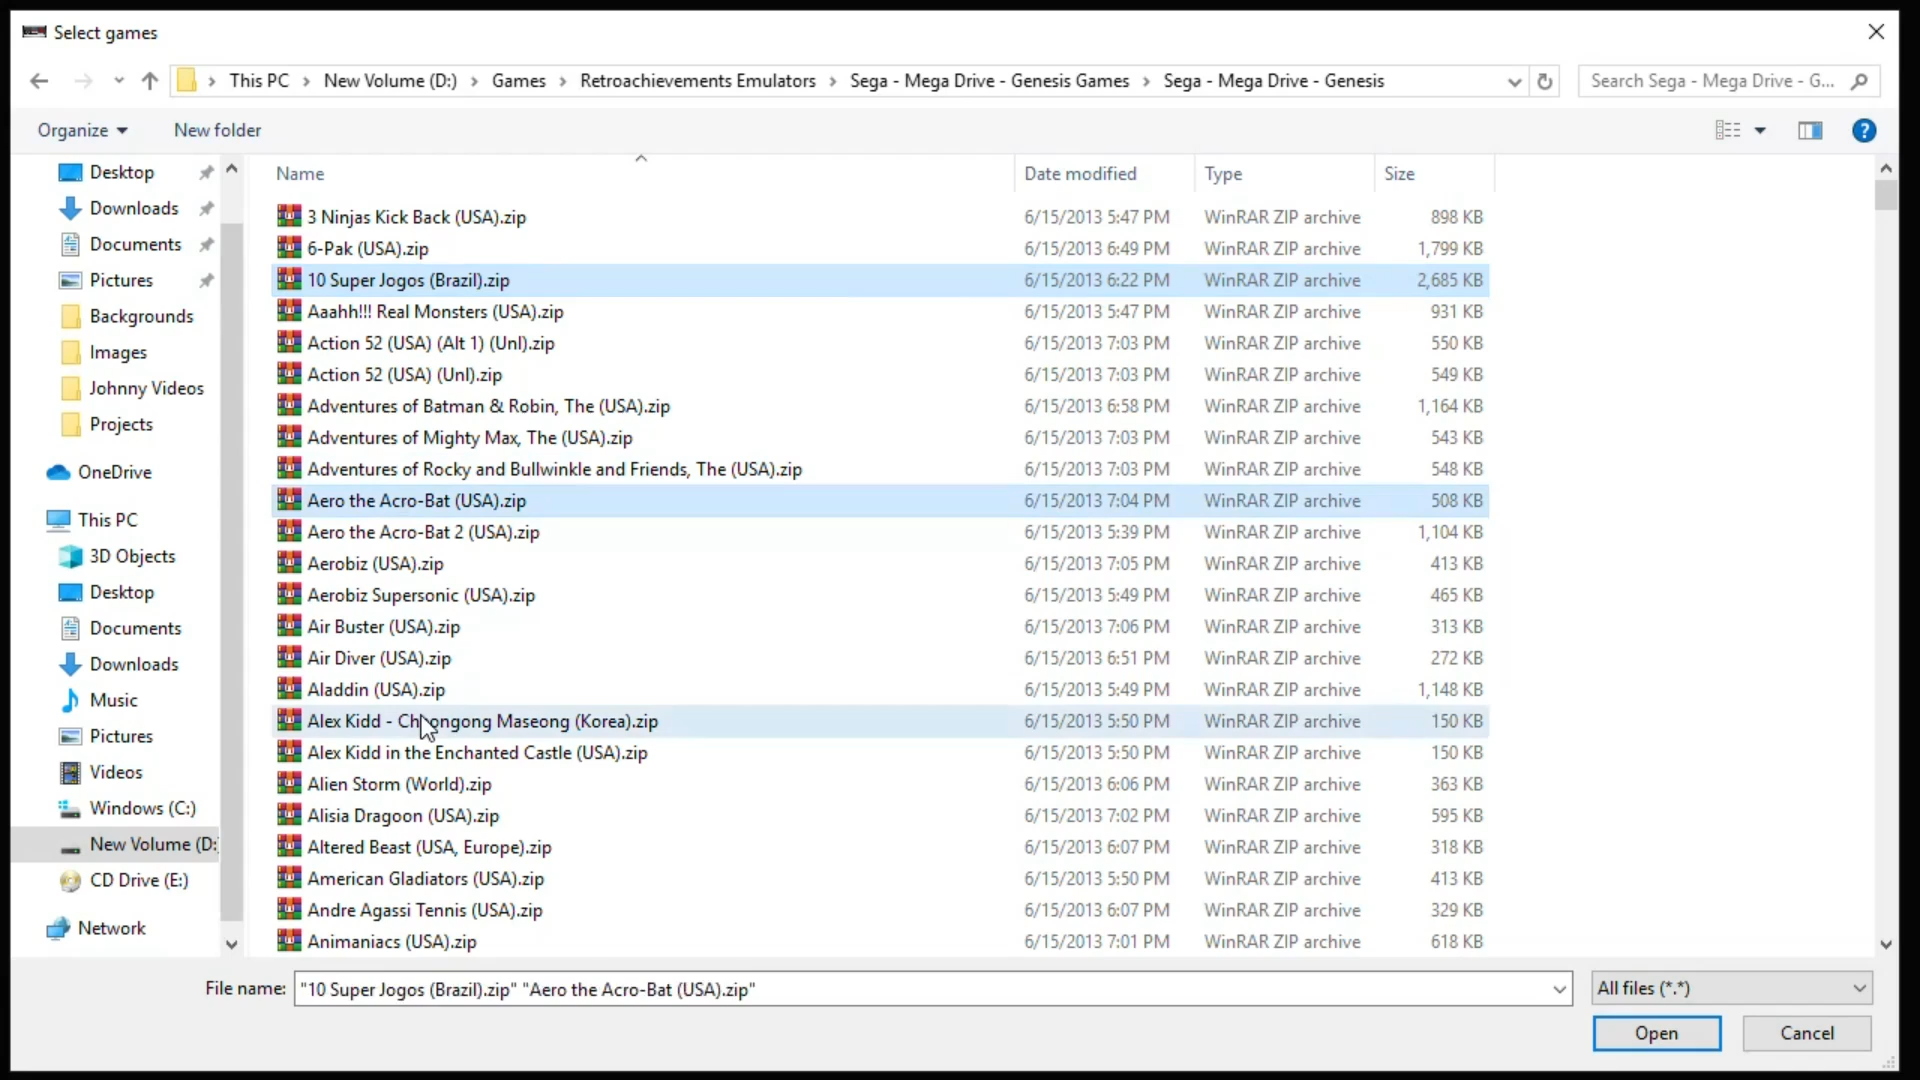 Select games
This PC > New Volume (D:) > Games > Retroachievements Emulators > Sega - Mega Drive - Genesis Games > Sega - Mega Drive - Genesis
Search Sega - Mega Drive - G...
Organize
New folder
?
Desktop
Downloads
Documents
Pictures
Backgrounds
Images
Johnny Videos
Projects
OneDrive
This PC
3D Objects
Desktop
Documents
Downloads
Music
Pictures
Videos
Windows (C:)
New Volume (D:
CD Drive (E:)
Network
Name Date modified Type Size
3 Ninjas Kick Back (USA).zip 6/15/2013 5:47 PM WinRAR ZIP archive 898 KB
6-Pak (USA).zip 6/15/2013 6:49 PM WinRAR ZIP archive 1,799 KB
10 Super Jogos (Brazil).zip 6/15/2013 6:22 PM WinRAR ZIP archive 2,685 KB
Aaahh!!! Real Monsters (USA).zip 6/15/2013 5:47 PM WinRAR ZIP archive 931 KB
Action 52 (USA) (Alt 1) (Unl).zip 6/15/2013 7:03 PM WinRAR ZIP archive 550 KB
Action 52 (USA) (Unl).zip 6/15/2013 7:03 PM WinRAR ZIP archive 549 KB
Adventures of Batman & Robin, The (USA).zip 6/15/2013 6:58 PM WinRAR ZIP archive 1,164 KB
Adventures of Mighty Max, The (USA).zip 6/15/2013 7:03 PM WinRAR ZIP archive 543 KB
Adventures of Rocky and Bullwinkle and Friends, The (USA).zip 6/15/2013 7:03 PM WinRAR ZIP archive 548 KB
Aero the Acro-Bat (USA).zip 6/15/2013 7:04 PM WinRAR ZIP archive 508 KB
Aero the Acro-Bat 2 (USA).zip 6/15/2013 5:39 PM WinRAR ZIP archive 1,104 KB
Aerobiz (USA).zip 6/15/2013 7:05 PM WinRAR ZIP archive 413 KB
Aerobiz Supersonic (USA).zip 6/15/2013 5:49 PM WinRAR ZIP archive 465 KB
Air Buster (USA).zip 6/15/2013 7:06 PM WinRAR ZIP archive 313 KB
Air Diver (USA).zip 6/15/2013 6:51 PM WinRAR ZIP archive 272 KB
Aladdin (USA).zip 6/15/2013 5:49 PM WinRAR ZIP archive 1,148 KB
Alex Kidd - Maseong (Korea).zip 6/15/2013 5:50 PM WinRAR ZIP archive 150 KB
Alex Kidd in the Enchanted Castle (USA).zip 6/15/2013 5:50 PM WinRAR ZIP archive 150 KB
Alien Storm (World).zip 6/15/2013 6:06 PM WinRAR ZIP archive 363 KB
Alisia Dragoon (USA).zip 6/15/2013 7:02 PM WinRAR ZIP archive 595 KB
Altered Beast (USA, Europe).zip 6/15/2013 6:07 PM WinRAR ZIP archive 318 KB
American Gladiators (USA).zip 6/15/2013 5:50 PM WinRAR ZIP archive 413 KB
Andre Agassi Tennis (USA).zip 6/15/2013 6:07 PM WinRAR ZIP archive 329 KB
Animaniacs (USA).zip 6/15/2013 7:01 PM WinRAR ZIP archive 618 KB
File name: "10 Super Jogos (Brazil).zip" "Aero the Acro-Bat (USA).zip" All files (*.*)
Open Cancel